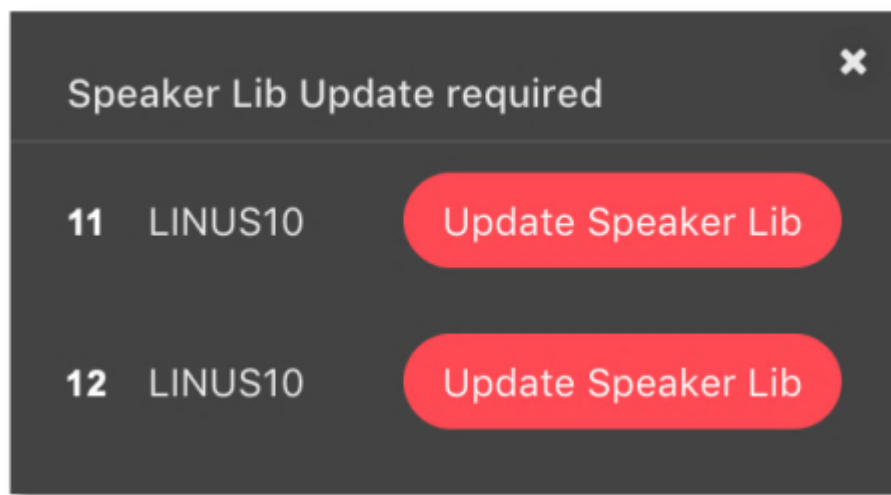 Speaker Lib Update required
11 LINUS10 Update Speaker Lib
12 LINUS10 Update Speaker Lib